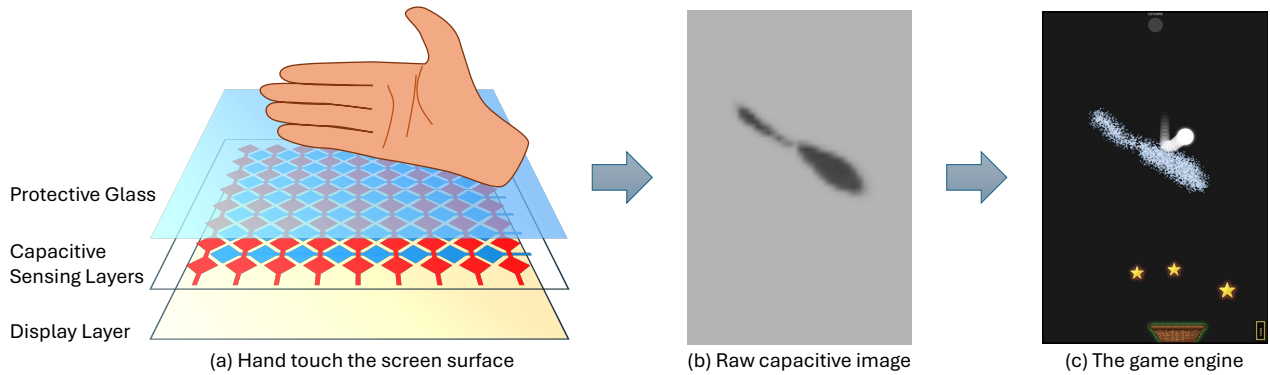 Protective Glass
Capacitive
Sensing Layers
Display Layer
(a) Hand touch the screen surface
(b) Raw capacitive image
(c) The game engine